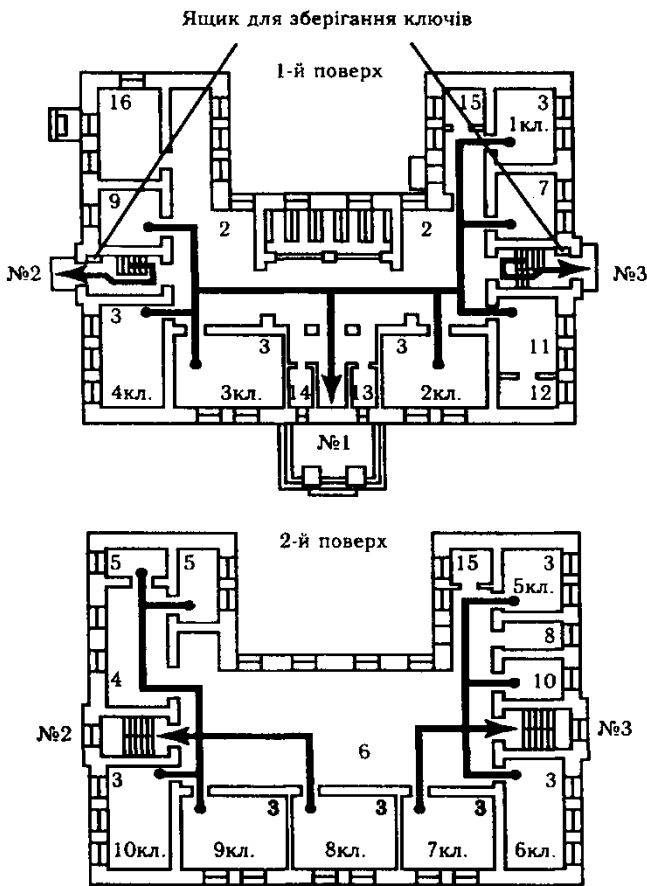 Ящик для зберігання ключів
1-й поверх
16
15
3
1кл.
9
7
2
2
№2
№3
3
3
3
11
4кл.
3кл.
14
13
2кл.
12
№1
2-й поверх
5
5
15
3
5кл.
8
4
10
№2
6
№3
3
3
3
3
3
10кл.
9кл.
8кл.
7кл.
6кл.